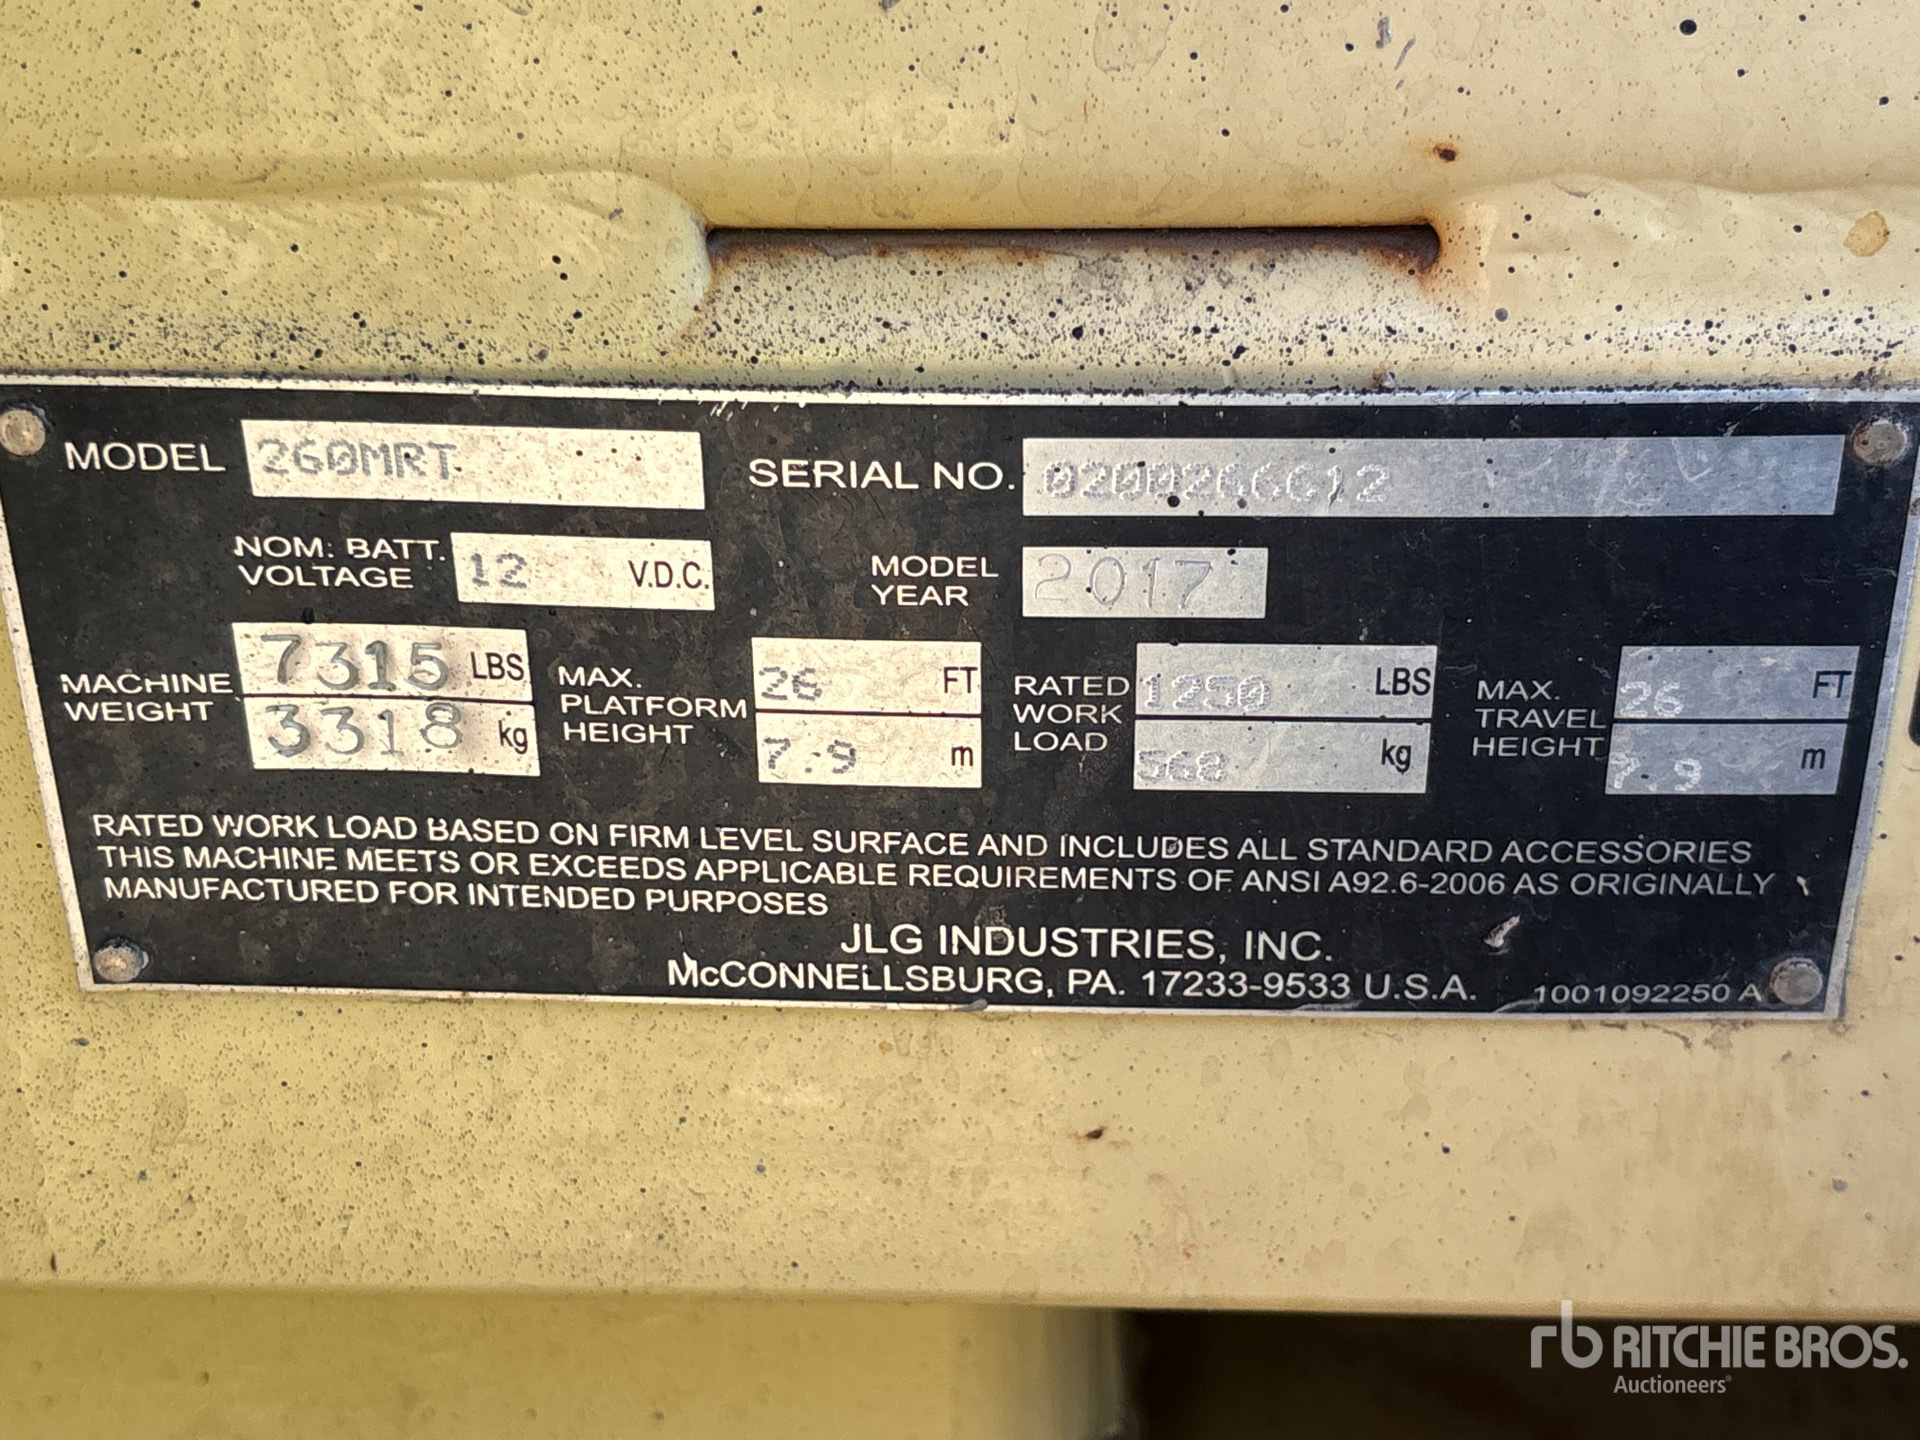 MODEL 260MRT SERIAL NO. 0200266612
NOM. BATT. VOLTAGE 12 V.D.C. MODEL YEAR 2017
MACHINE WEIGHT 7315 LBS 3318 kg MAX. PLATFORM HEIGHT 26 FT 7.9 m RATED WORK LOAD 1250 LBS 568 kg MAX. TRAVEL HEIGHT 26 FT 7.9 m
RATED WORK LOAD BASED ON FIRM LEVEL SURFACE AND INCLUDES ALL STANDARD ACCESSORIES
THIS MACHINE MEETS OR EXCEEDS APPLICABLE REQUIREMENTS OF ANSI A92.6-2006 AS ORIGINALLY
MANUFACTURED FOR INTENDED PURPOSES
JLG INDUSTRIES, INC.
McCONNELLSBURG, PA. 17233-9533 U.S.A.
1001092250 A
rb RITCHIE BROS.
Auctioneers